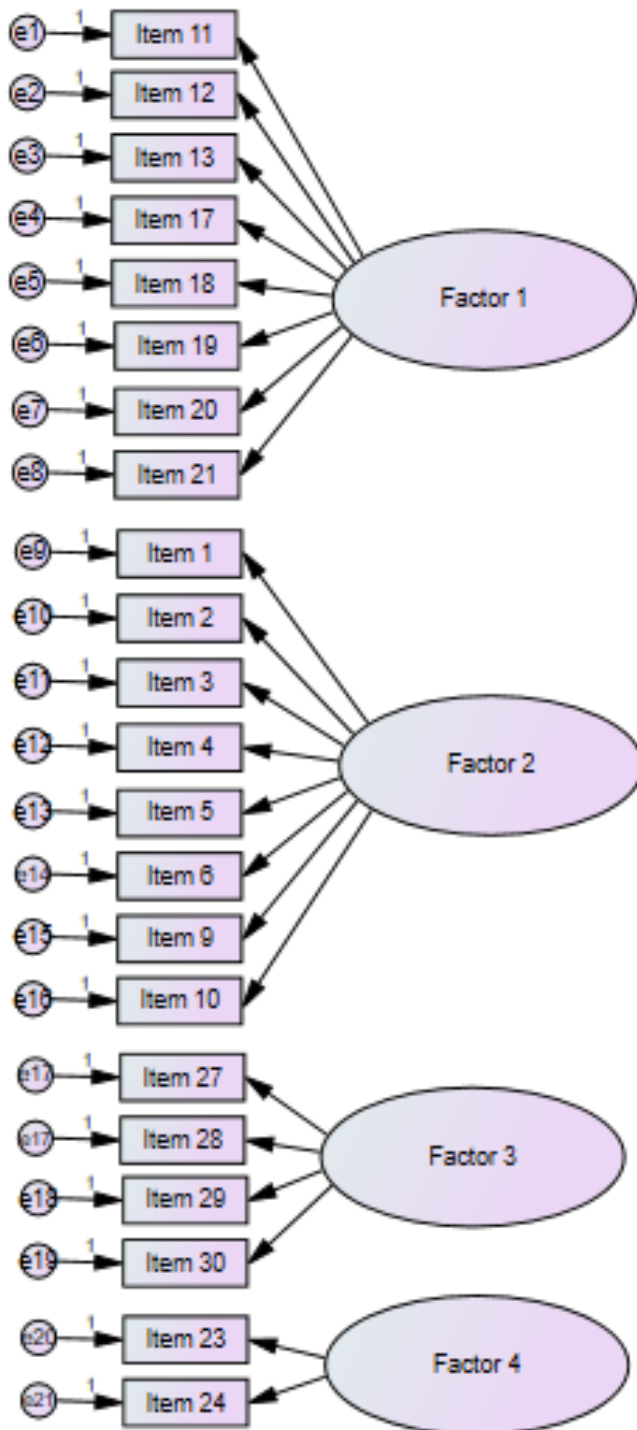 e1 1 Item 11
e2 1 Item 12
e3 1 Item 13
e4 1 Item 17
e5 1 Item 18
Factor 1
e6 1 Item 19
e7 1 Item 20
e8 1 Item 21
e9 1 Item 1
e10 1 Item 2
e11 1 Item 3
e12 1 Item 4
Factor 2
e13 1 Item 5
e14 1 Item 6
e15 1 Item 9
e16 1 Item 10
e17 1 Item 27
e17 1 Item 28
Factor 3
e18 1 Item 29
e19 1 Item 30
e20 1 Item 23
Factor 4
e21 1 Item 24